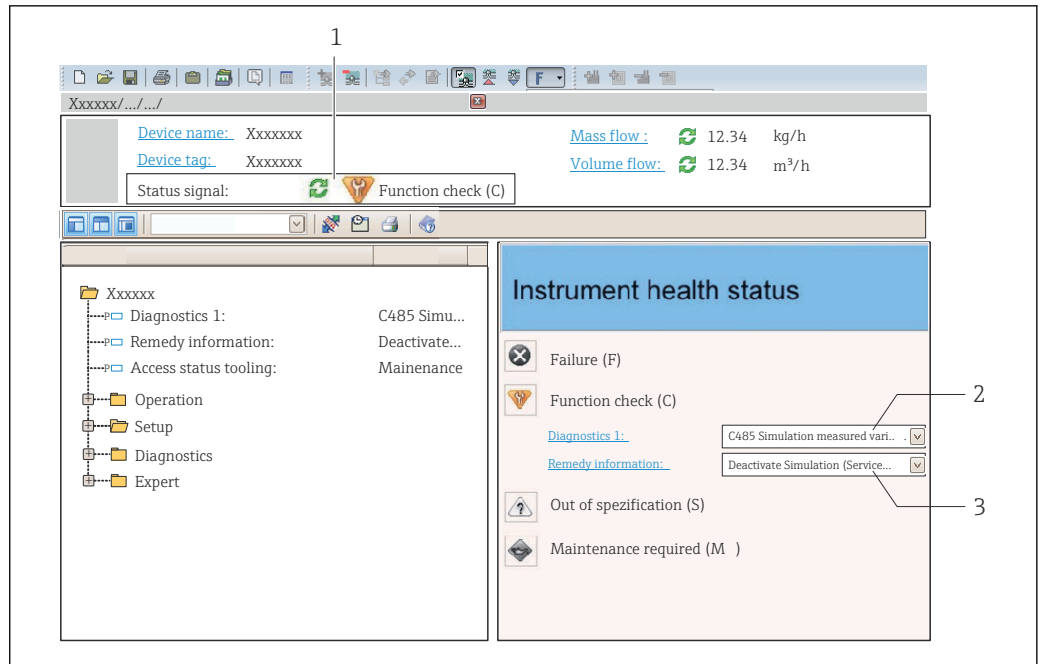 1
F
Xxxxxx/.../.../
Device name: Xxxxxxx
Mass flow : 12.34 kg/h
Device tag: Xxxxxxx
Volume flow: 12.34 m³/h
Status signal: Function check (C)
Xxxxxx
P Diagnostics 1: C485 Simu...
P Remedy information: Deactivate...
P Access status tooling: Mainenance
Operation
Setup
Diagnostics
Expert
Instrument health status
Failure (F)
Function check (C)
2
Diagnostics 1: C485 Simulation measured vari.. .
Remedy information: Deactivate Simulation (Service...
Out of spezification (S)
3
Maintenance required (M )